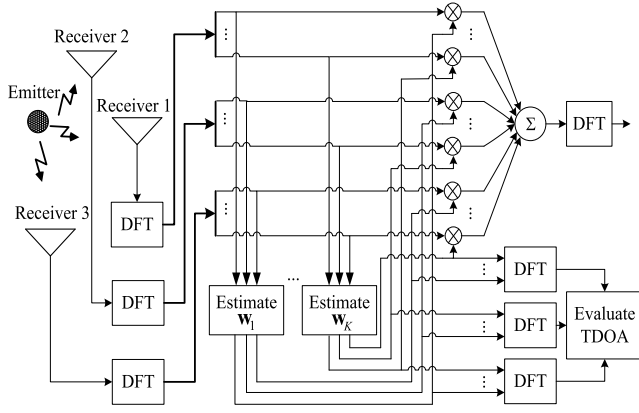 Receiver 2
Emitter
Receiver 1
Receiver 3
DFT
DFT
DFT
...
...
...
...
...
...
Σ
DFT
Estimate
w1
...
Estimate
wK
...
...
...
DFT
DFT
DFT
Evaluate
TDOA